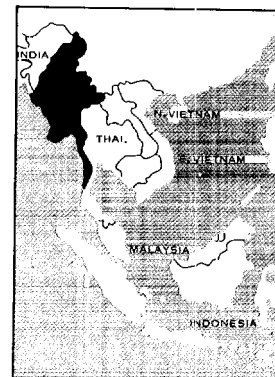 INDIA
N. VIETNAM
THAI.
S. VIETNAM
MALAYSIA
INDONESIA